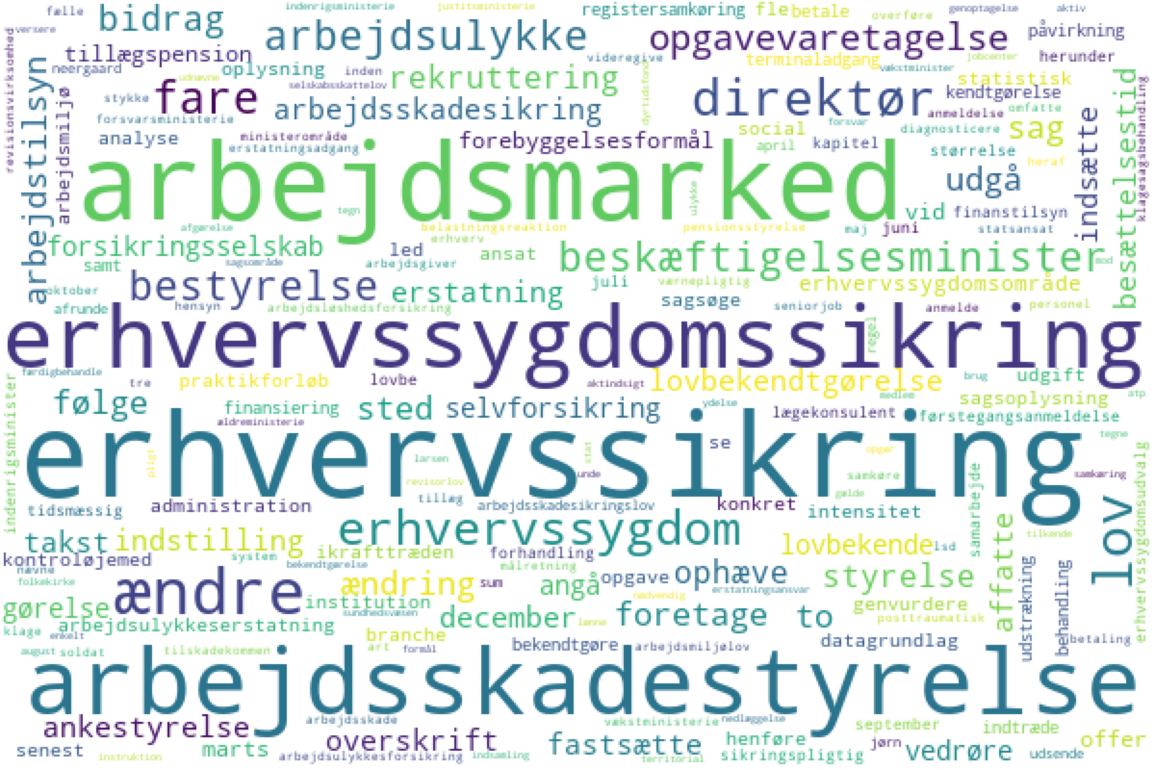 fælle indenrigsministerie justitsministerie registersamkøring fle betale overføre genoptagelse aktiv
versere bidrag arbejdsulykke opgavevaretagelse påvirkning
tillægspension videregive terminaladgang vækstminister jobcenter herunder
neergaard udnævne oplysning inden rekruttering statistisk
revisionsvirksomhed arbejdstilsyn arbejdsmiljø stykke fare selskabsskattelov dyrtidsfond direktør kendtgørelse besættelsestid klagesagsbehandling
forsvarsministerie arbejdsskadesikring forsvar anmeldelse omfatte indsætte
analyse ministerområde forebyggelsesformål social kapitel diagnosticere sag
erstatningsadgang april størrelse heraf
arbejdsmarked ulykke udgå
tegn vid finanstilsyn
afgørelse belastningsreaktion pensionsstyrelse maj juni statsansat
forsikringsselskab led erhverv ansat beskæftigelsesminister mod
samt sagsområde arbejdsgiver
oktober bestyrelse erstatning juli værnepligtig erhvervssygdomsområde
afrunde hensyn arbejdsløshedsforsikring sagsøge seniorjob anmelde personel
erhvervssygdomssikring regel
færdigbehandle tre praktikforløb lovbe aktindsigt lovbekendtgørelse brug udgift
indenrigsminister følge finansiering sted selvforsikring ydelse medlem sagsoplysning atp
ældreministerie lægekonsulent førstegangsanmeldelse
erhvervssikring se tegne
pligt larsen stat opgør
revisorlov unde samkøre samkøring
tidsmæssig administration tillæg arbejdsskadesikringslov konkret gælde intensitet samarbejde lov erhvervssygdomsudvalg
takst indstilling erhvervssygdom lovbekende lsd affatte tilkende
kontroløjemed system ikrafttræden forhandling
nævne bekendtgørelse målretning
folkekirke ændre ændring sum angå opgave ophæve erstatningsansvar styrelse udstrækning behandling
gørelse institution nødvendig genvurdere
sundhedsvæsen december lønne foretage to posttraumatisk
klage arbejdsulykkeserstatning
enkelt branche bekendtgøre arbejdsmiljølov datagrundlag betaling
august soldat tilskadekommen art formål
arbejdsskadestyrelse
ankestyrelse arbejdsskade vækstministerie nedlæggelse september indtræde
overskrift fastsætte henføre jørn offer
senest instruktion marts arbejdsulykkesforsikring indsamling territorial sikringspligtig vedrøre udsende